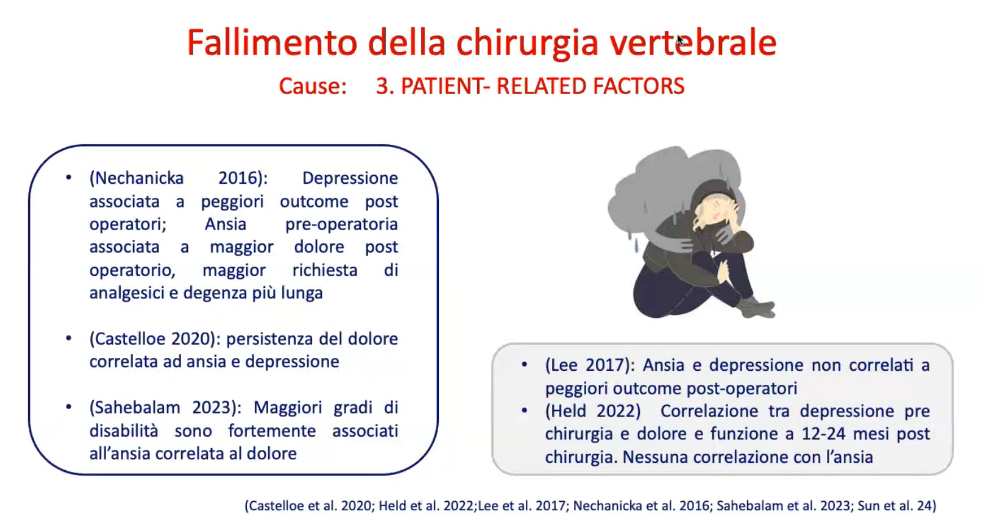 Fallimento della chirurgia vertebrale
Cause: 3. PATIENT- RELATED FACTORS
• (Nechanicka 2016): Depressione
associata a peggiori outcome post
operatori; Ansia pre-operatoria
associata a maggior dolore post
operatorio, maggior richiesta di
analgesici e degenza più lunga
• (Castelloe 2020): persistenza del dolore
correlata ad ansia e depressione
• (Sahebalam 2023): Maggiori gradi di
disabilità sono fortemente associati
all'ansia correlata al dolore
• (Lee 2017): Ansia e depressione non correlati a
peggiori outcome post-operatori
• (Held 2022) Correlazione tra depressione pre
chirurgia e dolore e funzione a 12-24 mesi post
chirurgia. Nessuna correlazione con l'ansia
(Castelloe et al. 2020; Held et al. 2022;Lee et al. 2017; Nechanicka et al. 2016; Sahebalam et al. 2023; Sun et al. 24)